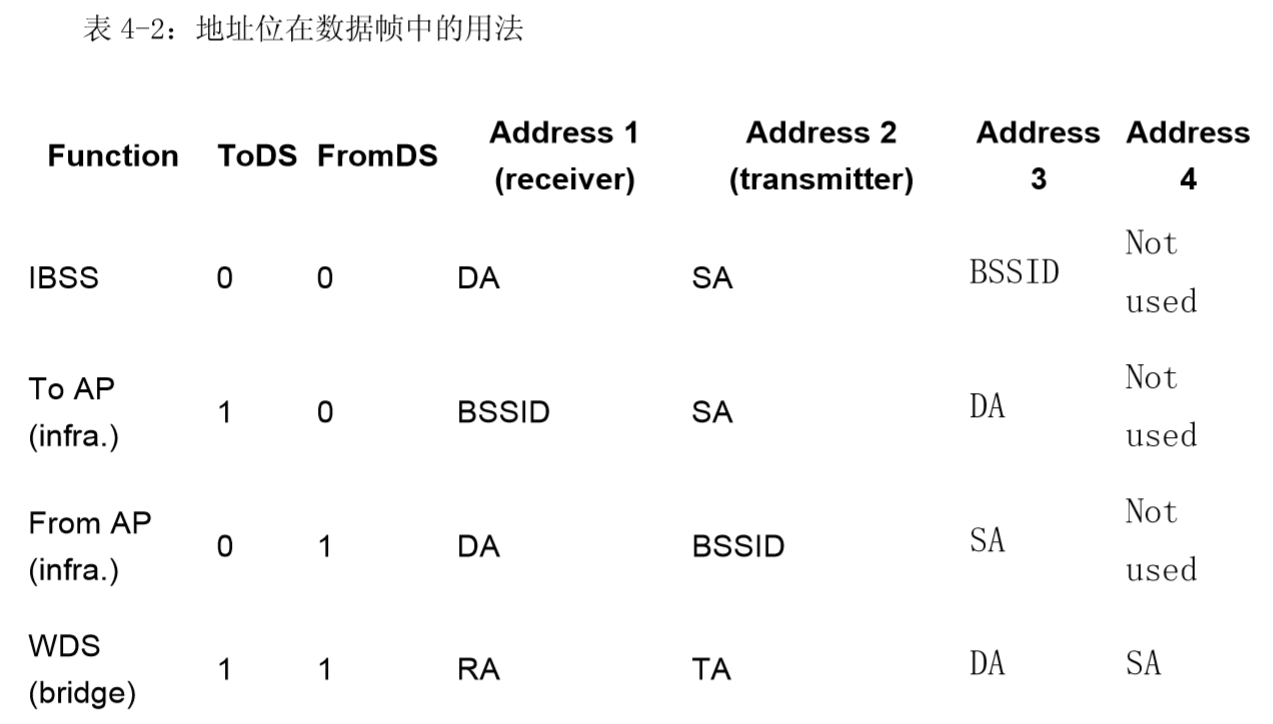 表 4-2：地址位在数据帧中的用法
Function ToDS FromDS Address 1 (receiver) Address 2 (transmitter) Address 3 Address 4
IBSS 0 0 DA SA BSSID Not used
To AP (infra.) 1 0 BSSID SA DA Not used
From AP (infra.) 0 1 DA BSSID SA Not used
WDS (bridge) 1 1 RA TA DA SA